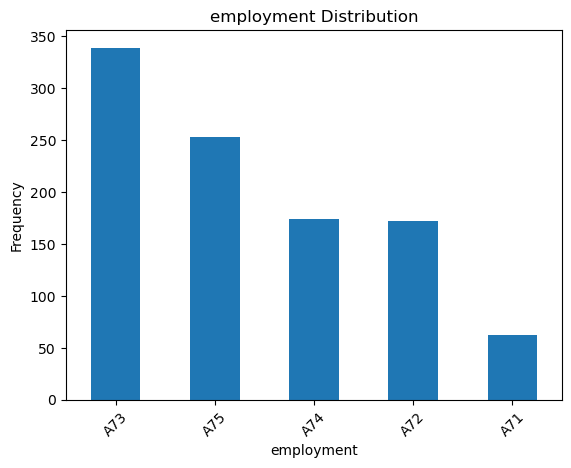 employment Distribution
Frequency
350
300
250
200
150
100
50
0
A73
A75
A74
A72
A71
employment